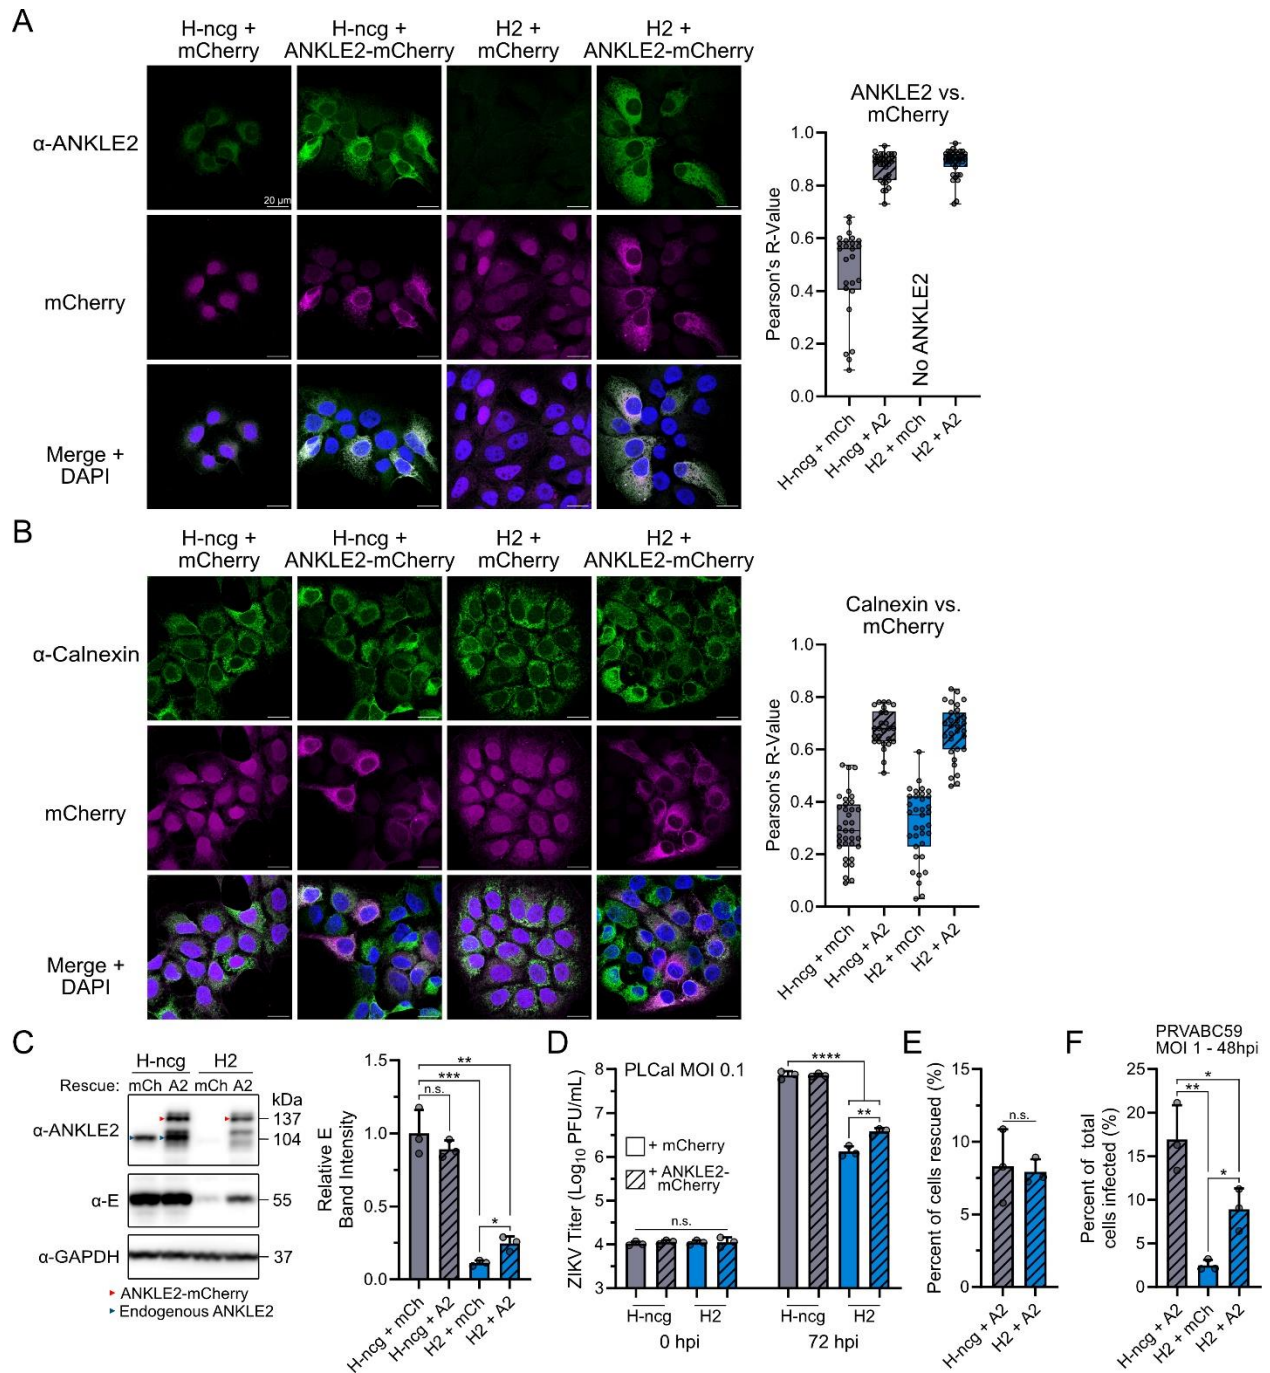 A
H-ncg +
mCherry
H-ncg +
ANKLE2-mCherry
H2 +
mCherry
H2 +
ANKLE2-mCherry
α-ANKLE2
20 μm
mCherry
Merge +
DAPI
ANKLE2 vs.
mCherry
Pearson's R-Value
1.0
0.8
0.6
0.4
0.2
0.0
No ANKLE2
H-ncg + mCh
H-ncg + A2
H2 + mCh
H2 + A2
B
H-ncg +
mCherry
H-ncg +
ANKLE2-mCherry
H2 +
mCherry
H2 +
ANKLE2-mCherry
α-Calnexin
mCherry
Merge +
DAPI
Calnexin vs.
mCherry
Pearson's R-Value
1.0
0.8
0.6
0.4
0.2
0.0
H-ncg + mCh
H-ncg + A2
H2 + mCh
H2 + A2
C
H-ncg H2
Rescue: mCh A2 mCh A2 kDa
α-ANKLE2
137
104
α-E
55
α-GAPDH
37
ANKLE2-mCherry
Endogenous ANKLE2
Relative E
Band Intensity
1.5
1.0
0.5
0.0
**
***
n.s.
*
H-ncg + mCh
H-ncg + A2
H2 + mCh
H2 + A2
D
PLCal MOI 0.1
ZIKV Titer (Log10 PFU/mL)
8
7
6
5
4
3
+ mCherry
+ ANKLE2-
mCherry
n.s.
****
**
H-ncg H2 H-ncg H2
0 hpi 72 hpi
E
Percent of cells rescued (%)
15
10
5
0
n.s.
H-ncg + A2
H2 + A2
F
PRVABC59
MOI 1 - 48hpi
Percent of total
cells infected (%)
25
20
15
10
5
0
*
**
*
H-ncg + A2
H2 + mCh
H2 + A2